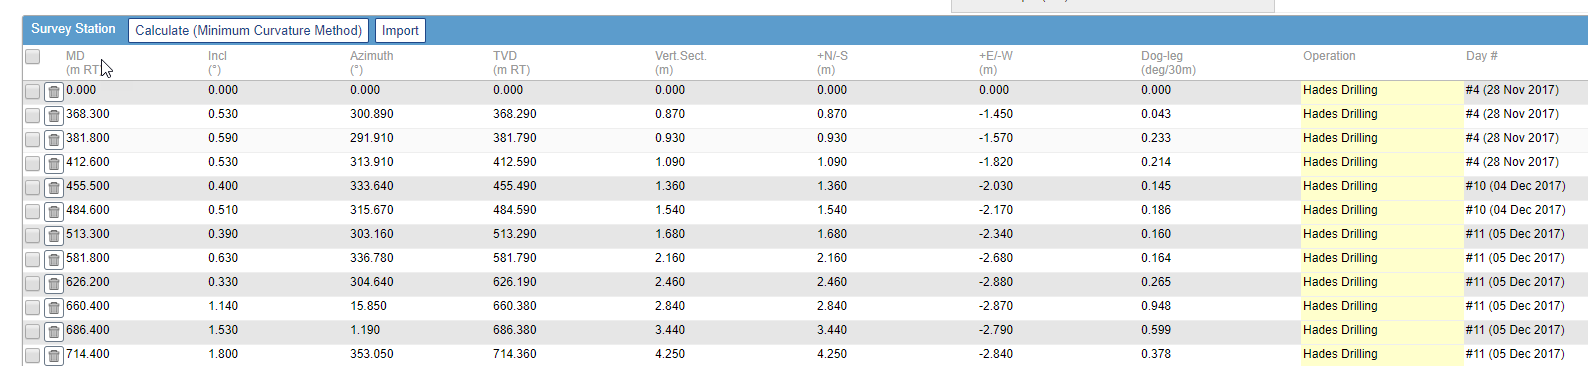 Survey Station Calculate (Minimum Curvature Method) Import
MD Incl Azimuth TVD Vert.Sect. +N/-S +E/-W Dog-leg Operation Day #
(m RT) (°) (°) (m RT) (m) (m) (m) (deg/30m)
0.000 0.000 0.000 0.000 0.000 0.000 0.000 0.000 Hades Drilling #4 (28 Nov 2017)
368.300 0.530 300.890 368.290 0.870 0.870 -1.450 0.043 Hades Drilling #4 (28 Nov 2017)
381.800 0.590 291.910 381.790 0.930 0.930 -1.570 0.233 Hades Drilling #4 (28 Nov 2017)
412.600 0.530 313.910 412.590 1.090 1.090 -1.820 0.214 Hades Drilling #4 (28 Nov 2017)
455.500 0.400 333.640 455.490 1.360 1.360 -2.030 0.145 Hades Drilling #10 (04 Dec 2017)
484.600 0.510 315.670 484.590 1.540 1.540 -2.170 0.186 Hades Drilling #10 (04 Dec 2017)
513.300 0.390 303.160 513.290 1.680 1.680 -2.340 0.160 Hades Drilling #11 (05 Dec 2017)
581.800 0.630 336.780 581.790 2.160 2.160 -2.680 0.164 Hades Drilling #11 (05 Dec 2017)
626.200 0.330 304.640 626.190 2.460 2.460 -2.880 0.265 Hades Drilling #11 (05 Dec 2017)
660.400 1.140 15.850 660.380 2.840 2.840 -2.870 0.948 Hades Drilling #11 (05 Dec 2017)
686.400 1.530 1.190 686.380 3.440 3.440 -2.790 0.599 Hades Drilling #11 (05 Dec 2017)
714.400 1.800 353.050 714.360 4.250 4.250 -2.840 0.378 Hades Drilling #11 (05 Dec 2017)